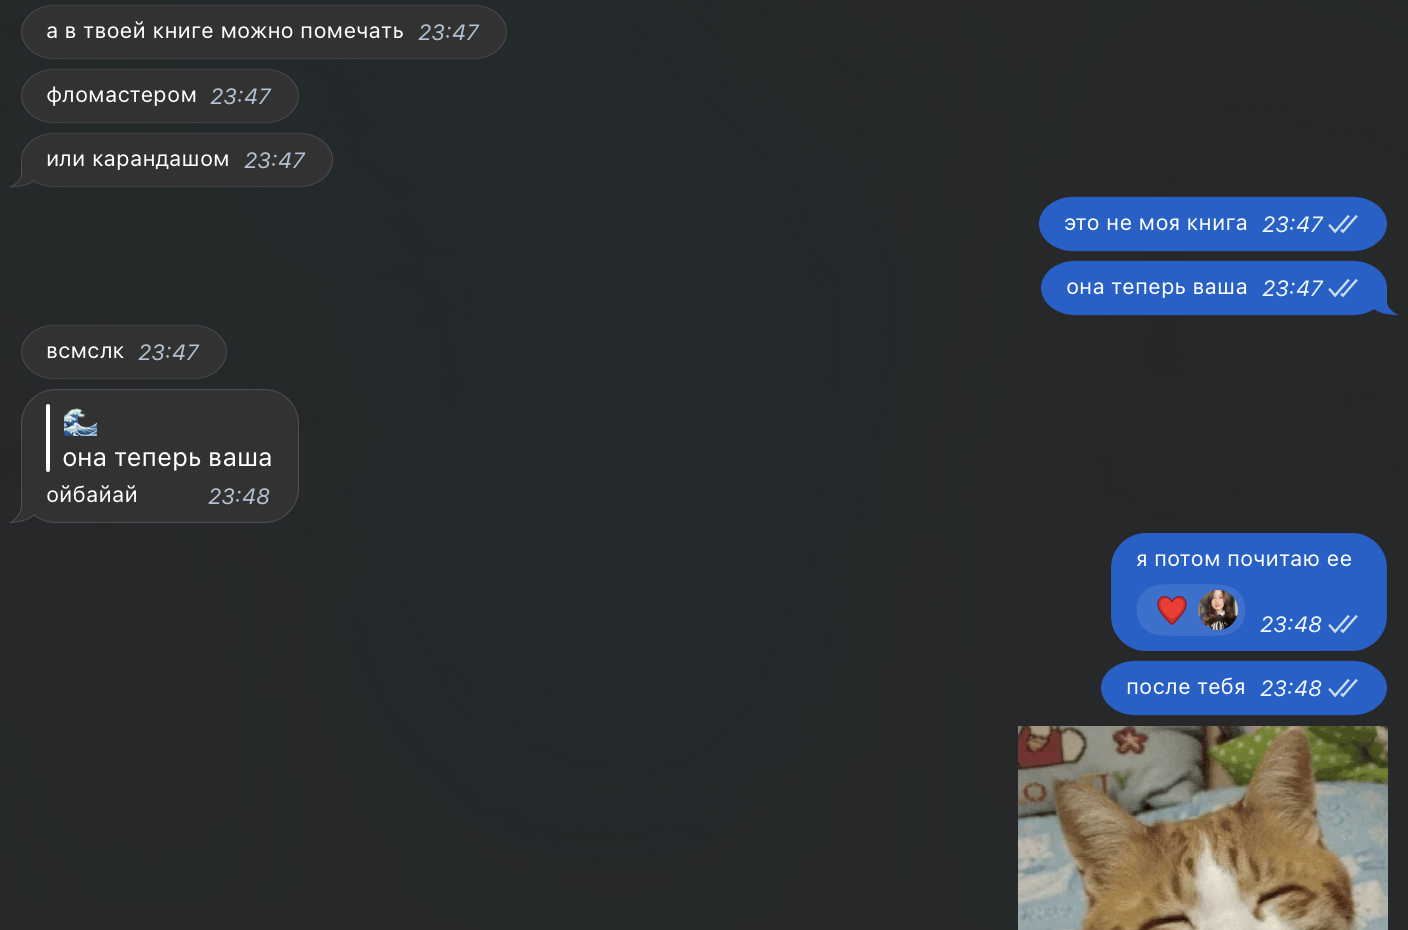 а в твоей книге можно помечать 23:47
фломастером 23:47
или карандашом 23:47
это не моя книга 23:47
она теперь ваша 23:47
всмслк 23:47
🌊
она теперь ваша
ойбайай 23:48
я потом почитаю ее
❤️ 23:48
после тебя 23:48